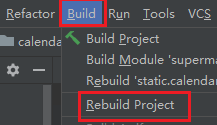 Refactor Build Run Tools VCS
calenda
Build Project
Build Module 'superma
Rebuild 'static.calendar
Rebuild Project